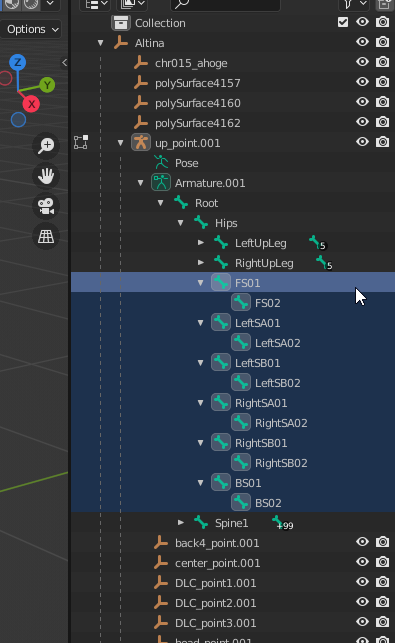 Collection
Options
Altina
Z
chr015_ahoge
Y
polySurface4157
X
polySurface4160
polySurface4162
up_point.001
Pose
Armature.001
Root
Hips
LeftUpLeg 5
RightUpLeg 5
FS01
FS02
LeftSA01
LeftSA02
LeftSB01
LeftSB02
RightSA01
RightSA02
RightSB01
RightSB02
BS01
BS02
Spine1 +99
back4_point.001
center_point.001
DLC_point1.001
DLC_point2.001
DLC_point3.001
head_point.001